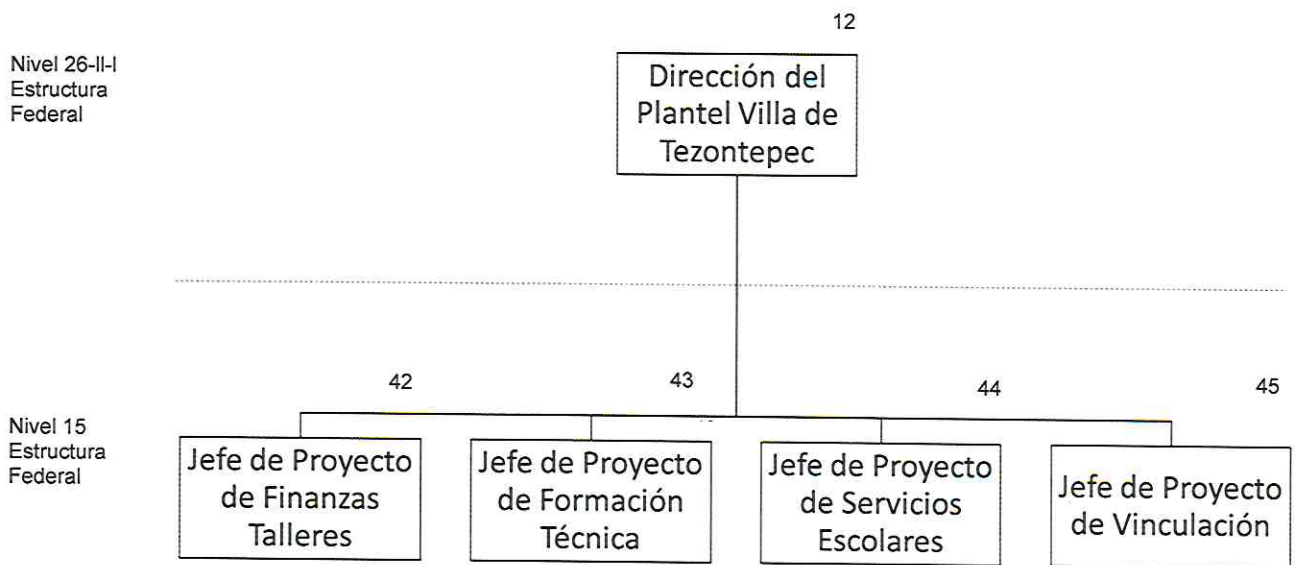 12
Nivel 26-II-I
Estructura
Federal
Dirección del
Plantel Villa de
Tezontepec
42
43
44
45
Nivel 15
Estructura
Federal
Jefe de Proyecto
de Finanzas
Talleres
Jefe de Proyecto
de Formación
Técnica
Jefe de Proyecto
de Servicios
Escolares
Jefe de Proyecto
de Vinculación